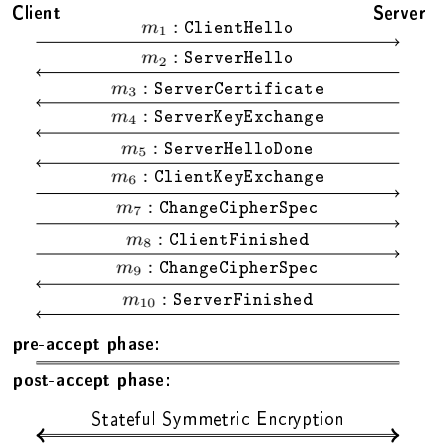 Client Server
m₁ : ClientHello
m₂ : ServerHello
m₃ : ServerCertificate
m₄ : ServerKeyExchange
m₅ : ServerHelloDone
m₆ : ClientKeyExchange
m₇ : ChangeCipherSpec
m₈ : ClientFinished
m₉ : ChangeCipherSpec
m₁₀ : ServerFinished
pre-accept phase:
post-accept phase:
Stateful Symmetric Encryption